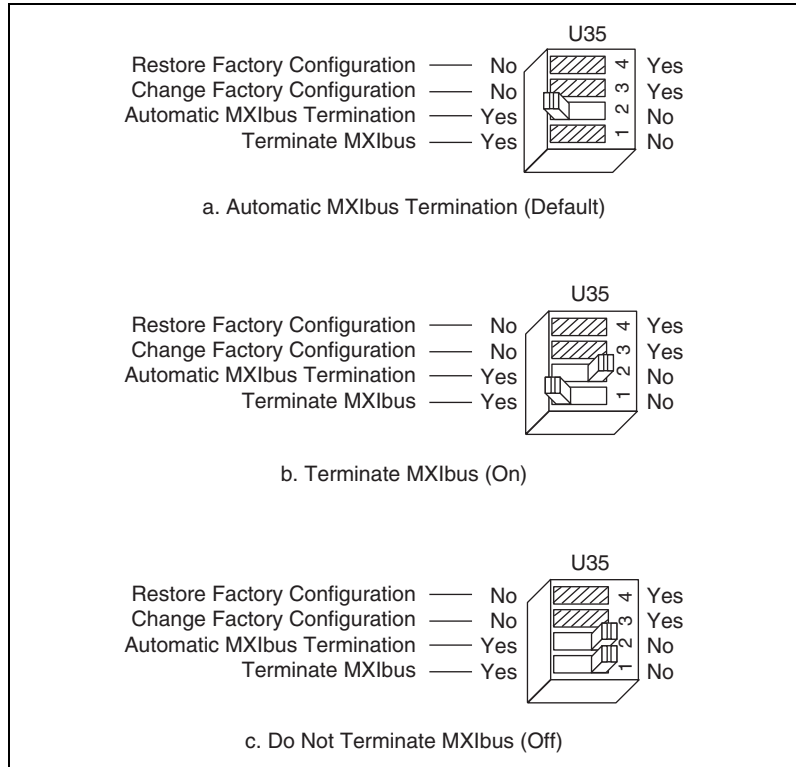 U35
Restore Factory Configuration No 4 Yes
Change Factory Configuration No 3 Yes
Automatic MXIbus Termination Yes 2 No
Terminate MXIbus Yes 1 No
a. Automatic MXIbus Termination (Default)
U35
Restore Factory Configuration No 4 Yes
Change Factory Configuration No 3 Yes
Automatic MXIbus Termination Yes 2 No
Terminate MXIbus Yes 1 No
b. Terminate MXIbus (On)
U35
Restore Factory Configuration No 4 Yes
Change Factory Configuration No 3 Yes
Automatic MXIbus Termination Yes 2 No
Terminate MXIbus Yes 1 No
c. Do Not Terminate MXIbus (Off)